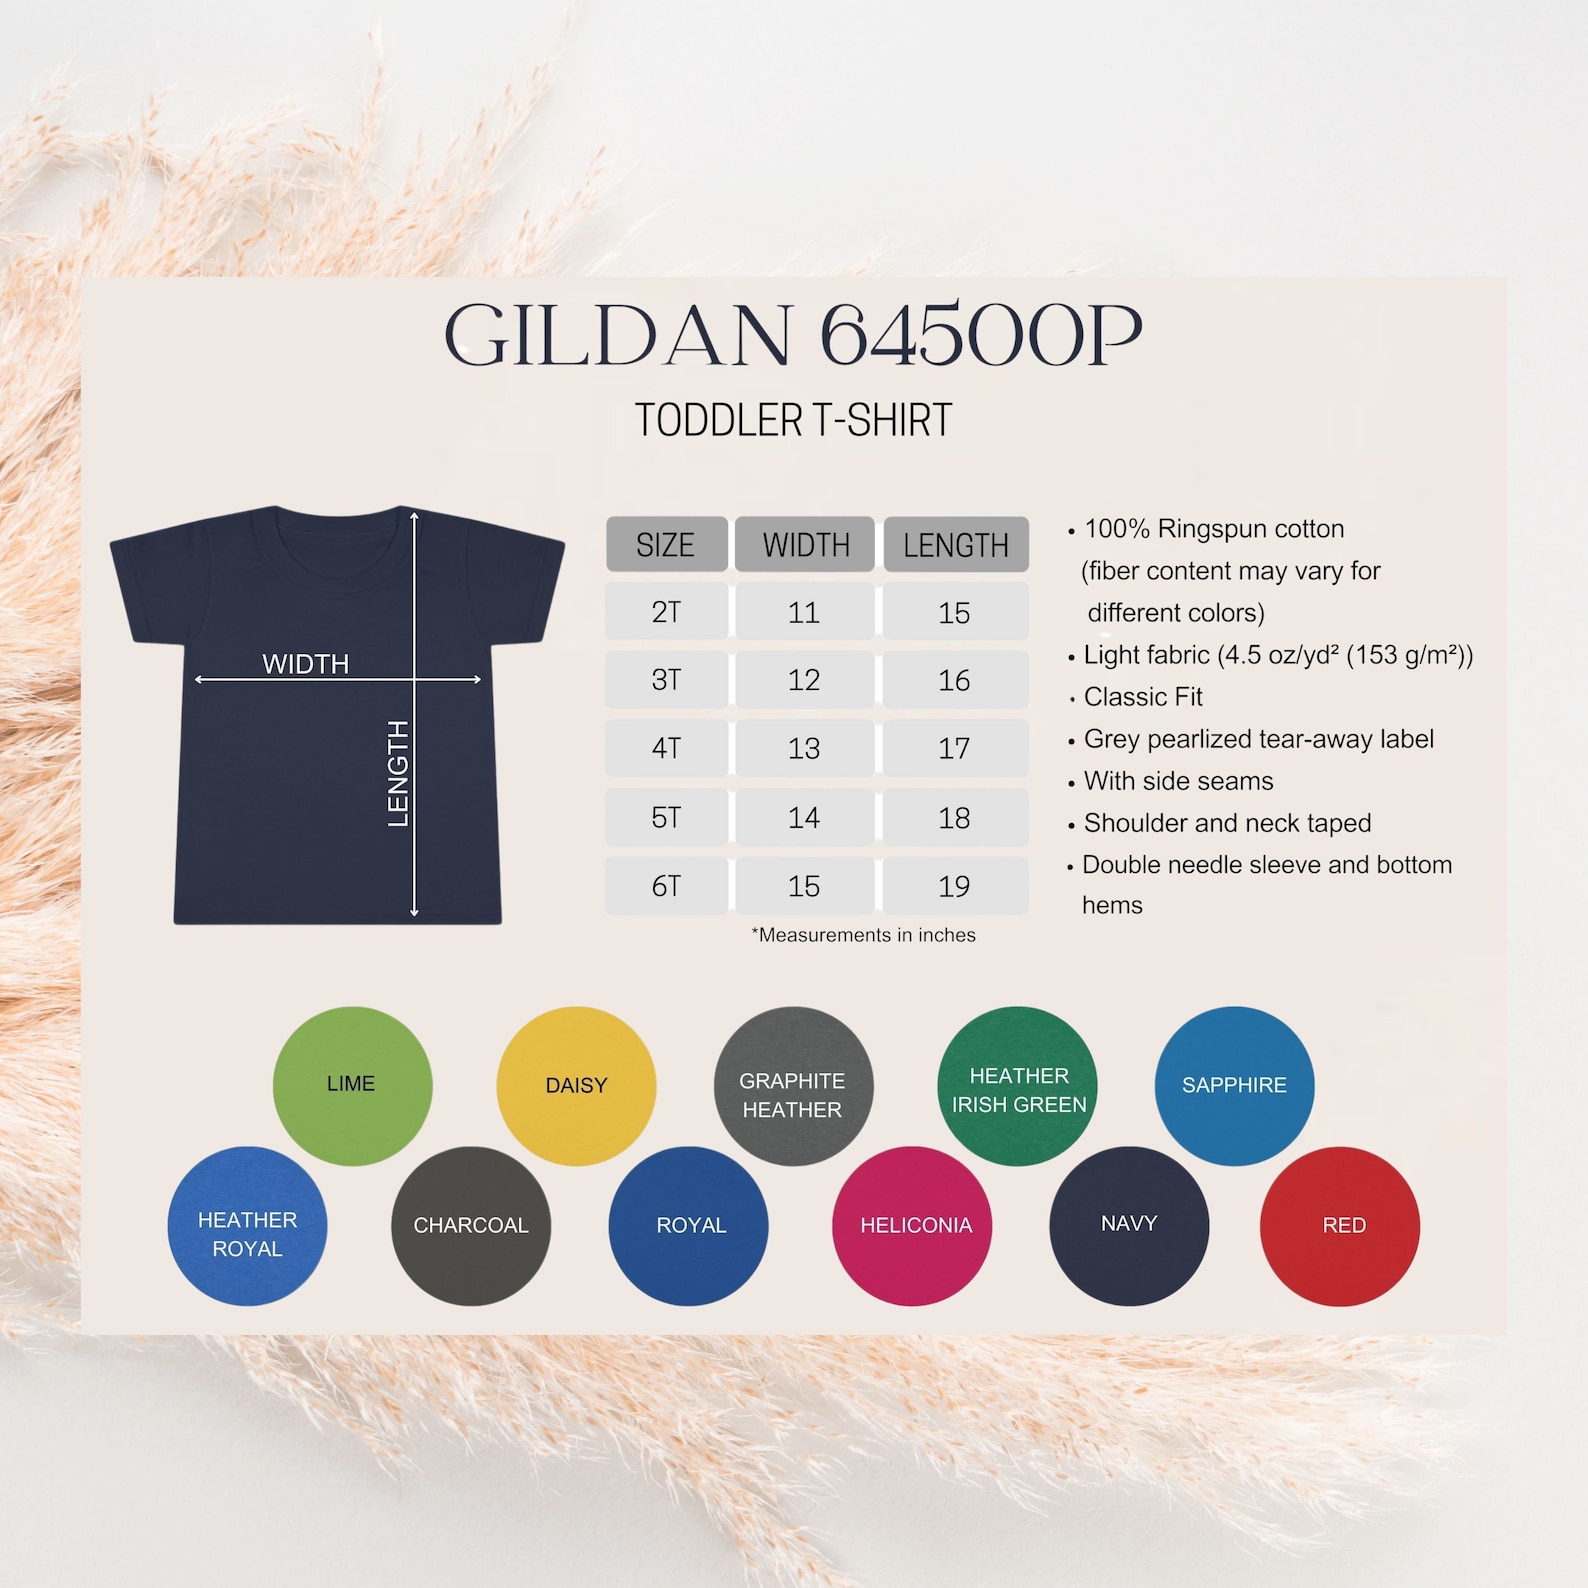 GILDAN 64500P
TODDLER T-SHIRT
WIDTH
LENGTH
SIZE WIDTH LENGTH
2T 11 15
3T 12 16
4T 13 17
5T 14 18
6T 15 19
*Measurements in inches
• 100% Ringspun cotton
(fiber content may vary for
different colors)
• Light fabric (4.5 oz/yd² (153 g/m²))
• Classic Fit
• Grey pearlized tear-away label
• With side seams
• Shoulder and neck taped
• Double needle sleeve and bottom
hems
LIME
DAISY
GRAPHITE
HEATHER
HEATHER
IRISH GREEN
SAPPHIRE
HEATHER
ROYAL
CHARCOAL
ROYAL
HELICONIA
NAVY
RED